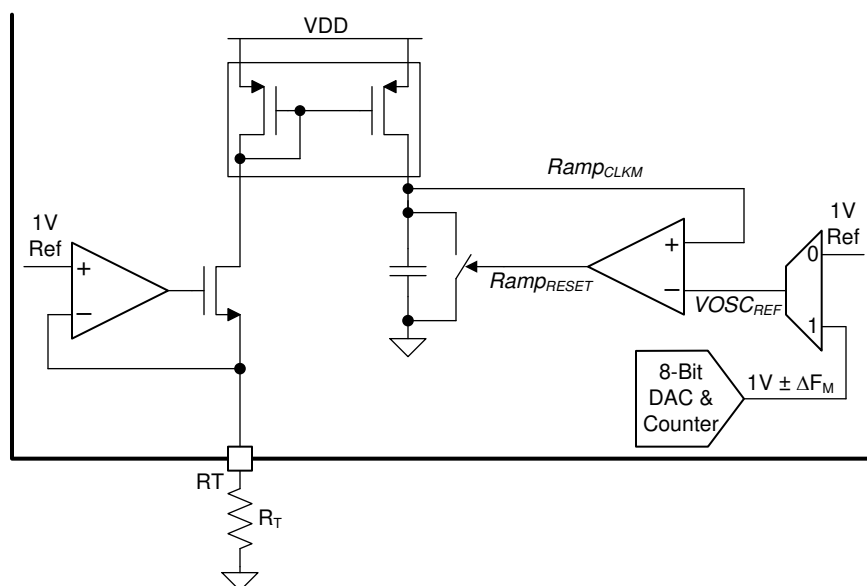 VDD
Ramp_CLKM
1V
Ref
+
−
Ramp_RESET
+
−
VOSC_REF
0
1
1V
Ref
8-Bit
DAC &
Counter
1V ± ΔF_M
RT
R_T